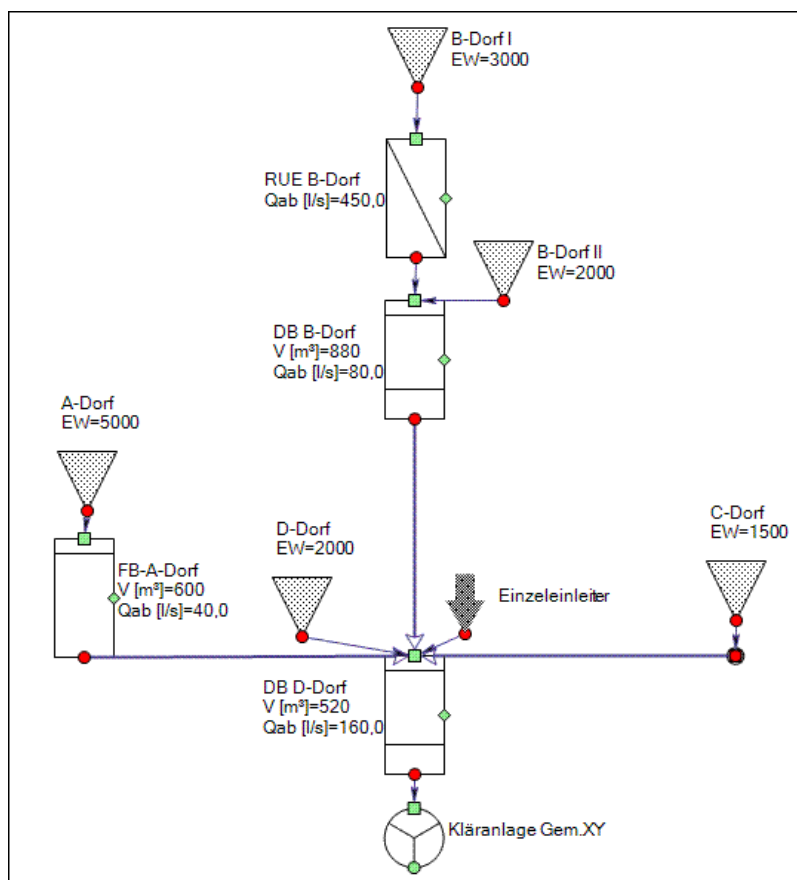 B-Dorf I
EW=3000
RUE B-Dorf
Qab [l/s]=450,0
B-Dorf II
EW=2000
DB B-Dorf
V [m³]=880
Qab [l/s]=80,0
A-Dorf
EW=5000
FB-A-Dorf
V [m³]=600
Qab [l/s]=40,0
D-Dorf
EW=2000
Einzeleinleiter
C-Dorf
EW=1500
DB D-Dorf
V [m³]=520
Qab [l/s]=160,0
Kläranlage Gem.XY